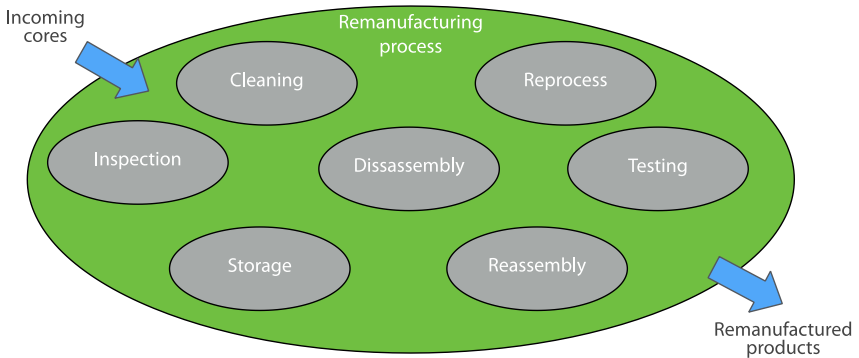 Incoming
cores
Remanufacturing
process
Cleaning
Reprocess
Inspection
Dissassembly
Testing
Storage
Reassembly
Remanufactured
products